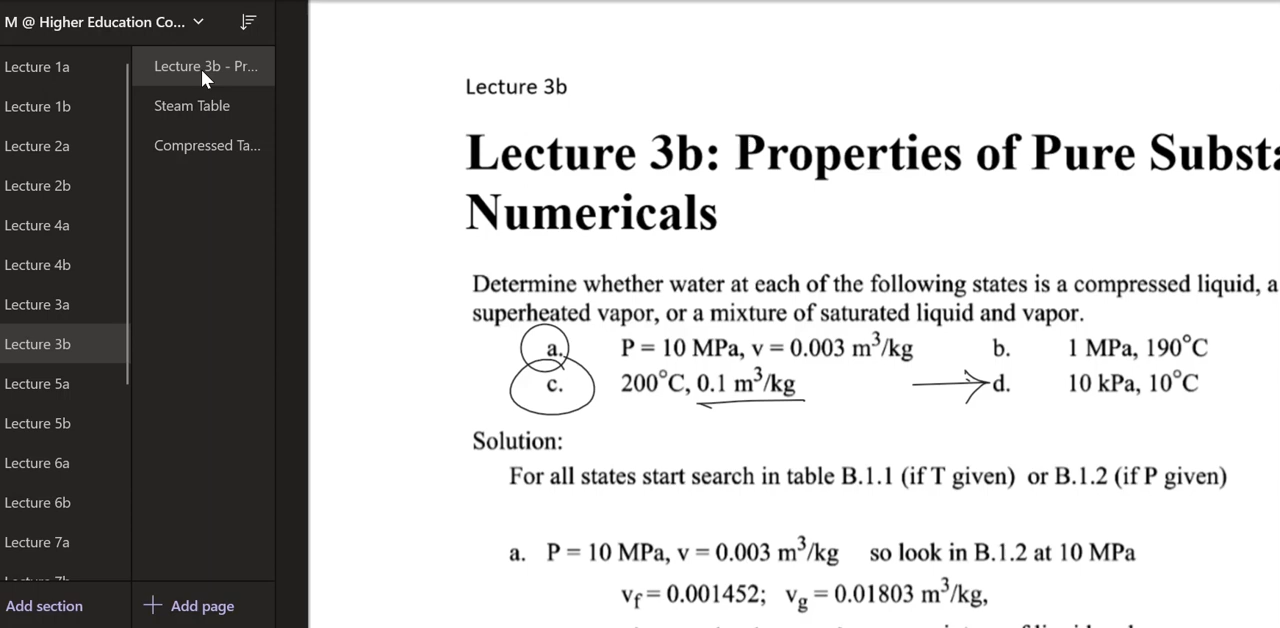 M @ Higher Education Co...
Lecture 1a
Lecture 1b
Lecture 2a
Lecture 2b
Lecture 4a
Lecture 4b
Lecture 3a
Lecture 3b
Lecture 5a
Lecture 5b
Lecture 6a
Lecture 6b
Lecture 7a
Lecture 7b
Add section
Lecture 3b - Pr...
Steam Table
Compressed Ta...
Add page
Lecture 3b
Lecture 3b: Properties of Pure Substa
Numericals
Determine whether water at each of the following states is a compressed liquid, a
superheated vapor, or a mixture of saturated liquid and vapor.
a. P = 10 MPa, v = 0.003 m³/kg b. 1 MPa, 190°C
c. 200°C, 0.1 m³/kg d. 10 kPa, 10°C
Solution:
For all states start search in table B.1.1 (if T given) or B.1.2 (if P given)
a. P = 10 MPa, v = 0.003 m³/kg so look in B.1.2 at 10 MPa
vf = 0.001452; vg = 0.01803 m³/kg,